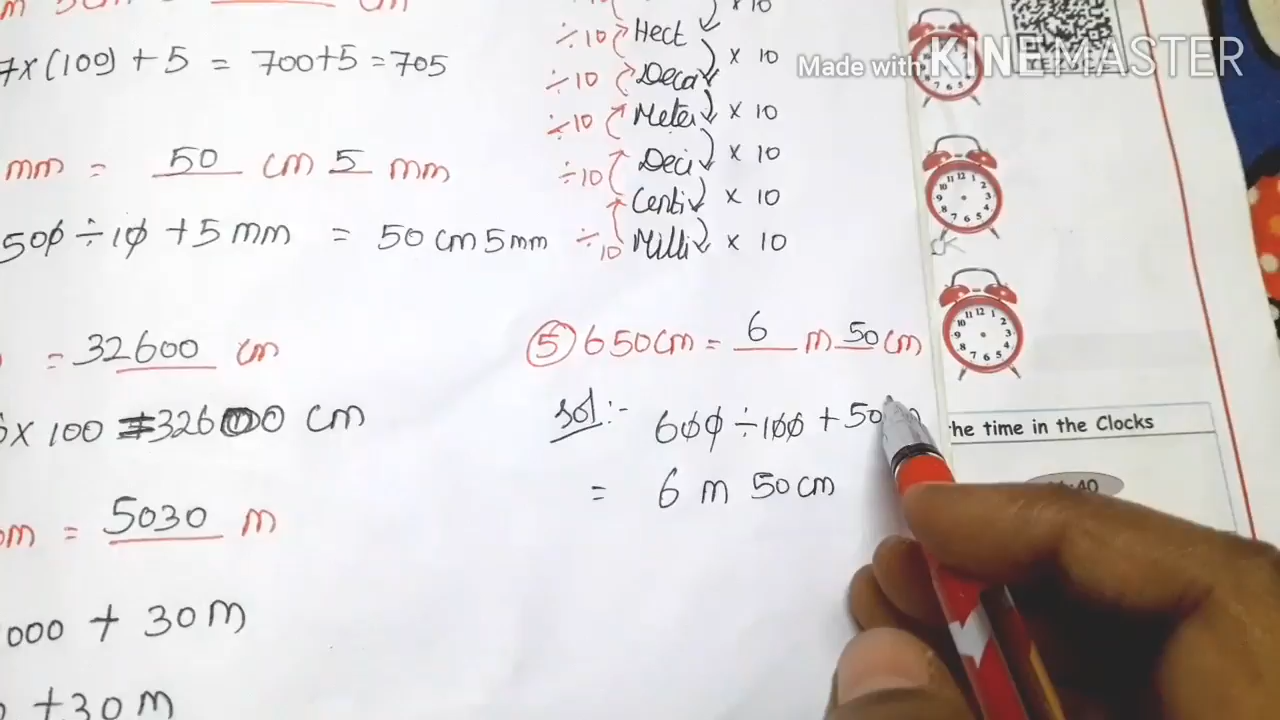 m cm
7x(100) + 5 = 700+5 = 705
mm = 50 cm 5 mm
500 ÷ 10 + 5 mm = 50 cm 5 mm
= 32600 cm
x 100 = 32600 cm
m = 5030 m
000 + 30 m
+ 30 m
x 10
÷10 Hect x 10
÷10 Deca
÷10 Meter x 10
÷10 Deci x 10
Centi x 10
÷10 Milli x 10
⑤ 650cm = 6 m 50 cm
Sol:- 600 ÷ 100 + 50
= 6 m 50 cm
Made with KINEMASTER
he time in the Clocks
:40